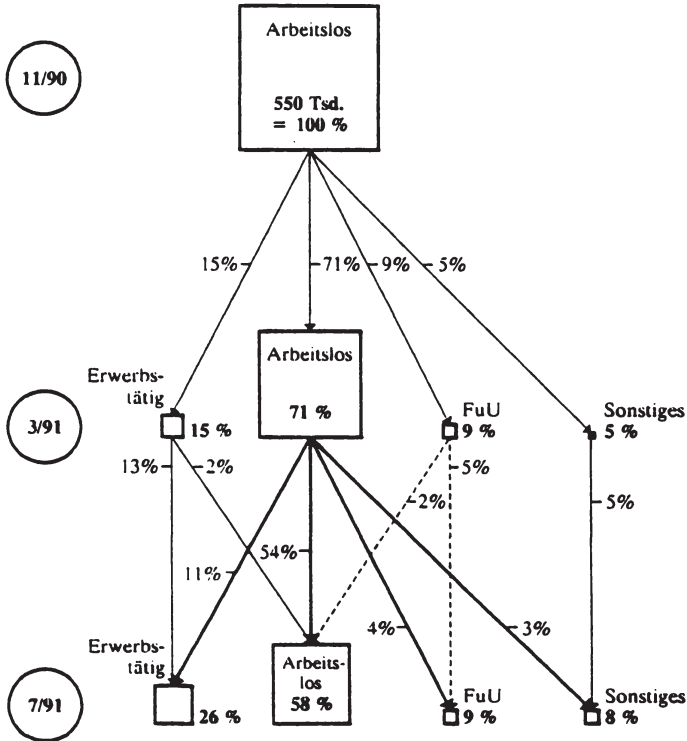 Arbeitslos
11/90
550 Tsd.
= 100 %
15%
71%
9%
5%
Erwerbs-
tätig
Arbeitslos
FuU
Sonstiges
3/91
15 %
71 %
9 %
5 %
13%
2%
5%
2%
5%
54%
11%
4%
3%
Erwerbs-
tätig
Arbeits-
los
FuU
Sonstiges
7/91
26 %
58 %
9 %
8 %